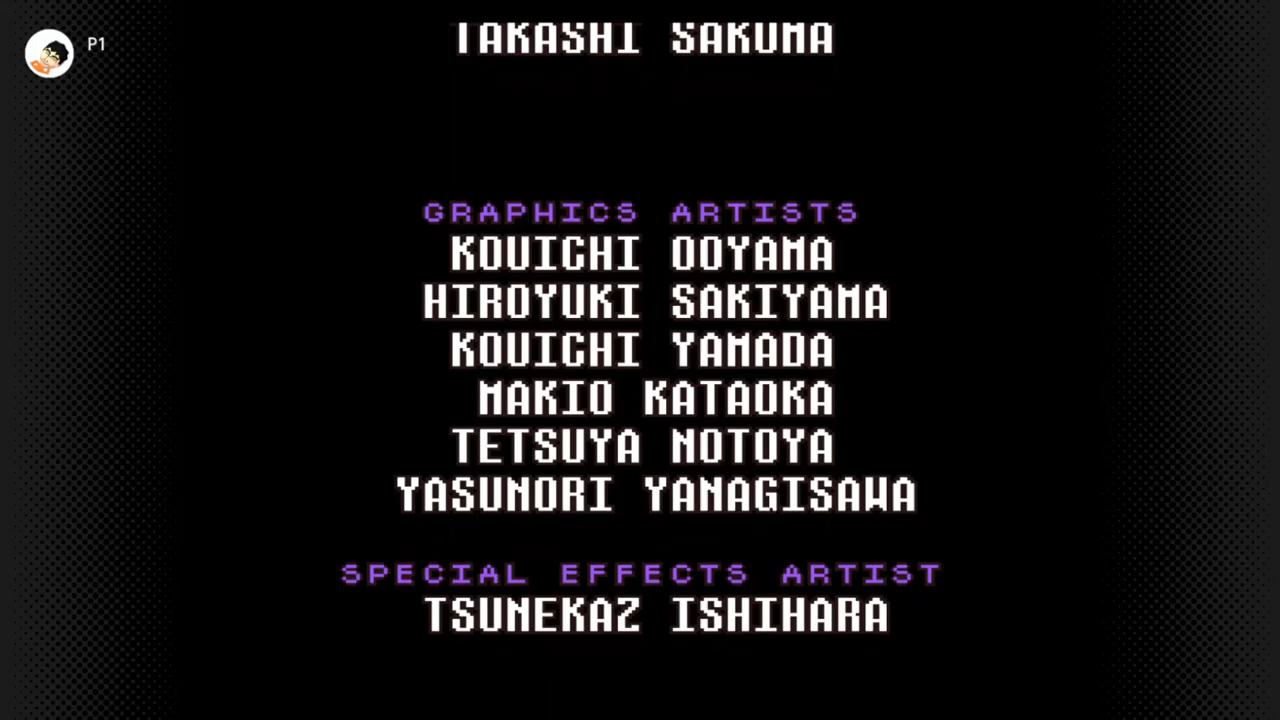 P1
TAKASHI SAKUMA
GRAPHICS ARTISTS
KOUICHI OOYAMA
HIROYUKI SAKIYAMA
KOUICHI YAMADA
MAKIO KATAOKA
TETSUYA NOTOYA
YASUNORI YANAGISAWA
SPECIAL EFFECTS ARTIST
TSUNEKAZ ISHIHARA